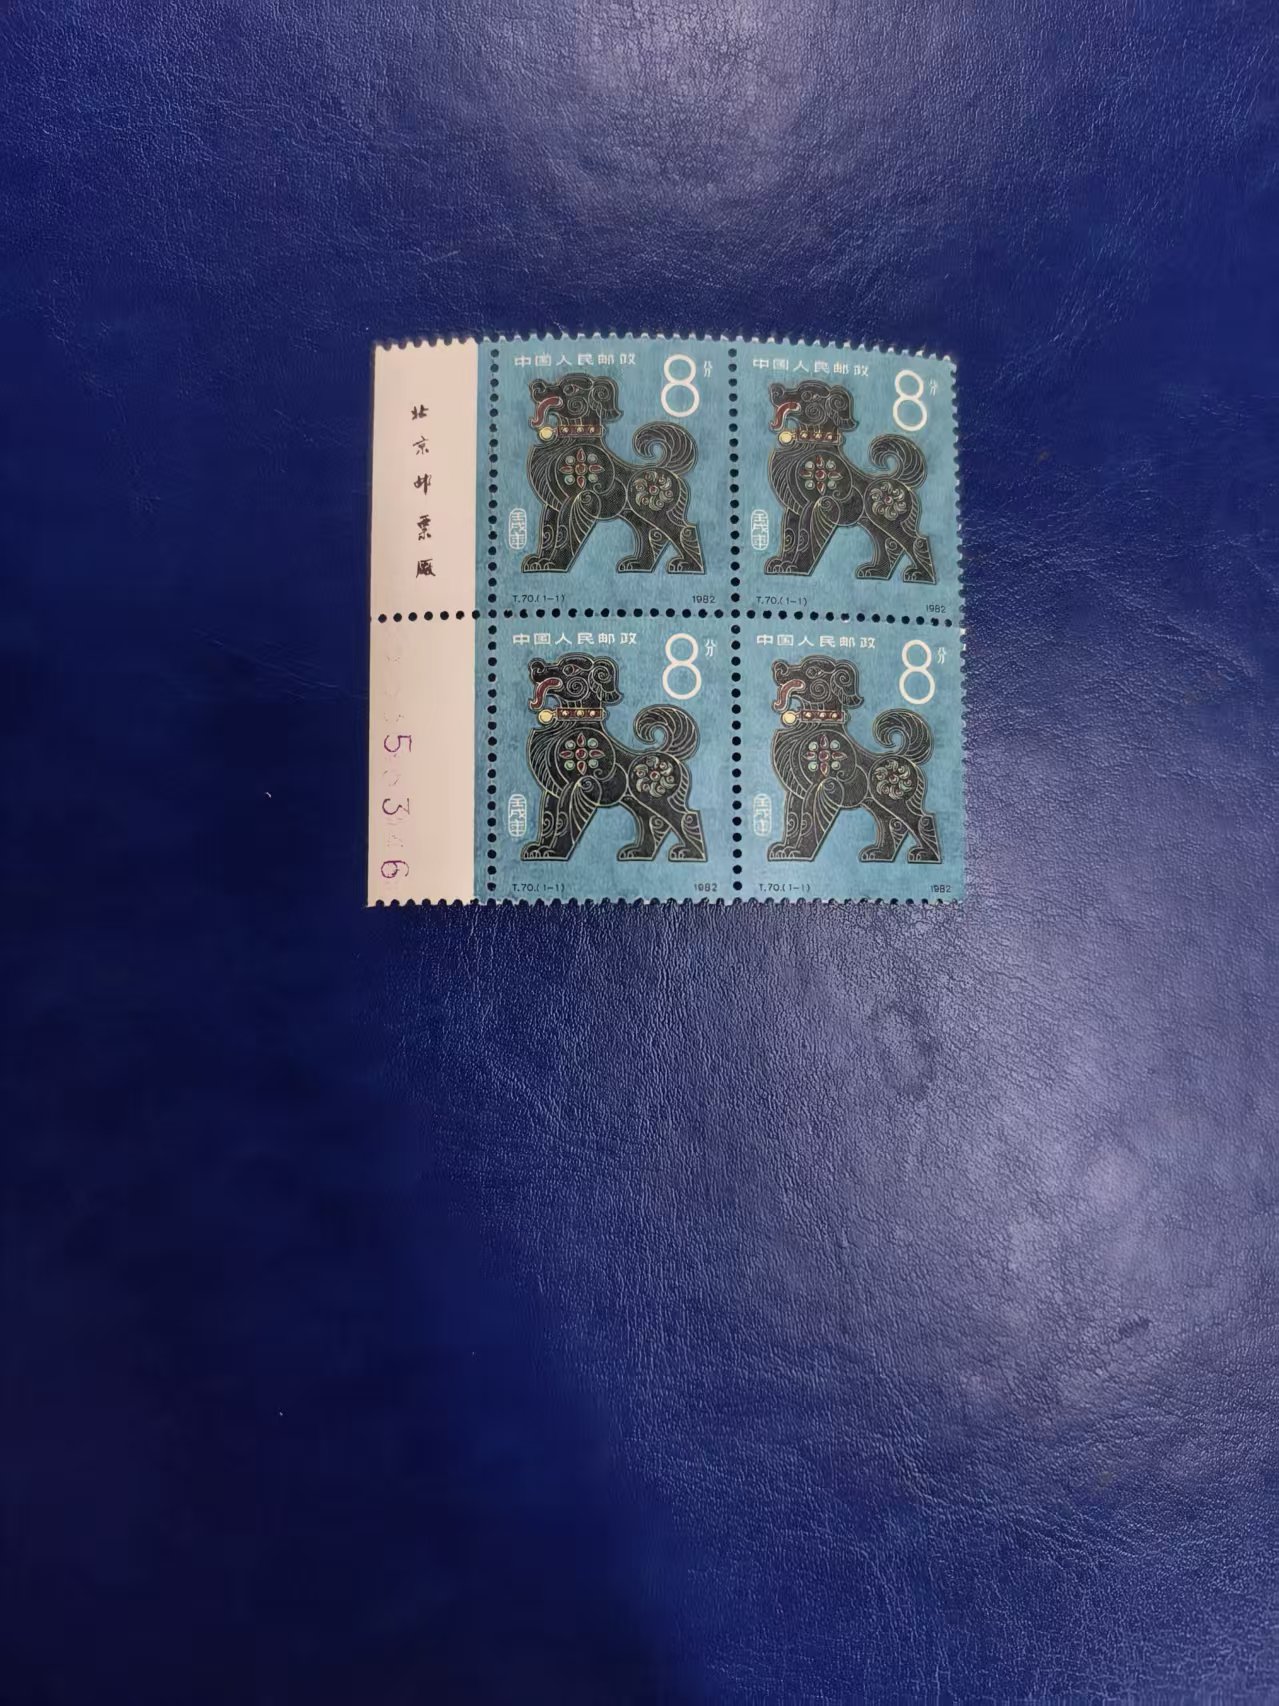 北京邮票厂
中国人民邮政
8分
壬戌年
T.70.(1-1)
1982
中国人民邮政
8分
壬戌年
T.70.(1-1)
1982
中国人民邮政
8分
壬戌年
T.70.(1-1)
1982
中国人民邮政
8分
壬戌年
T.70.(1-1)
1982